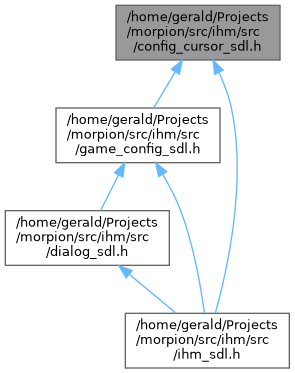 /home/gerald/Projects
/morpion/src/ihm/src
/config_cursor_sdl.h
/home/gerald/Projects
/morpion/src/ihm/src
/game_config_sdl.h
/home/gerald/Projects
/morpion/src/ihm/src
/dialog_sdl.h
/home/gerald/Projects
/morpion/src/ihm/src
/ihm_sdl.h